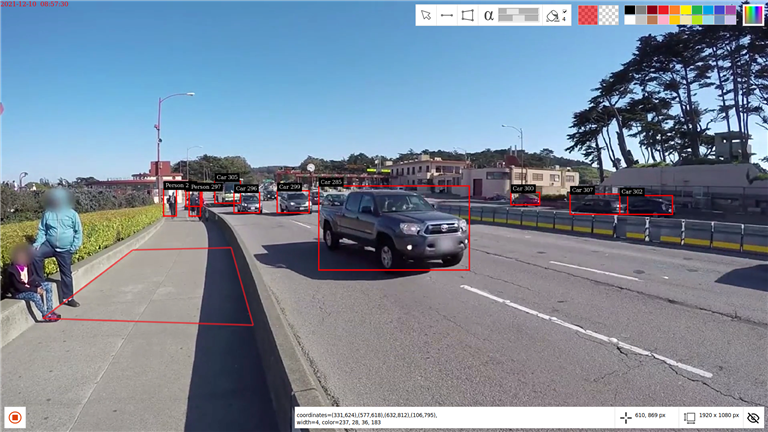 2021-12-10 08:57:30
α
4
Person 2
Person 297
Car 305
Car 296
Car 299
Car 285
Car 303
Car 307
Car 302
coordinates=(331,624),(577,618),(632,812),(106,795),
width=4, color=237, 28, 36, 183
610, 869 px
1920 x 1080 px